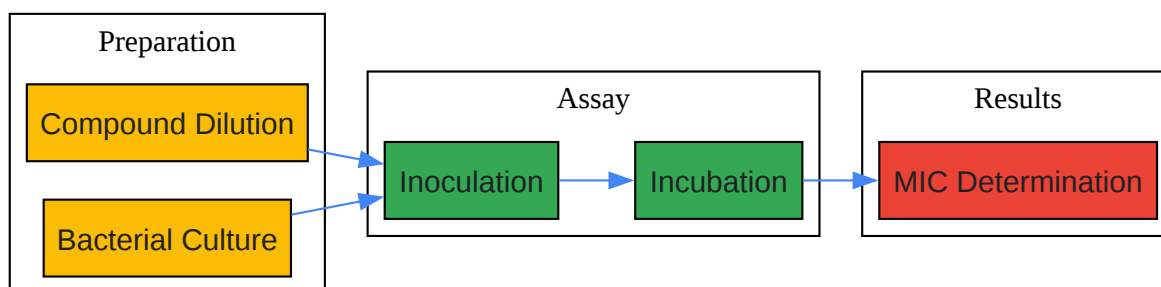 Preparation
Compound Dilution
Bacterial Culture
Assay
Inoculation
Incubation
Results
MIC Determination